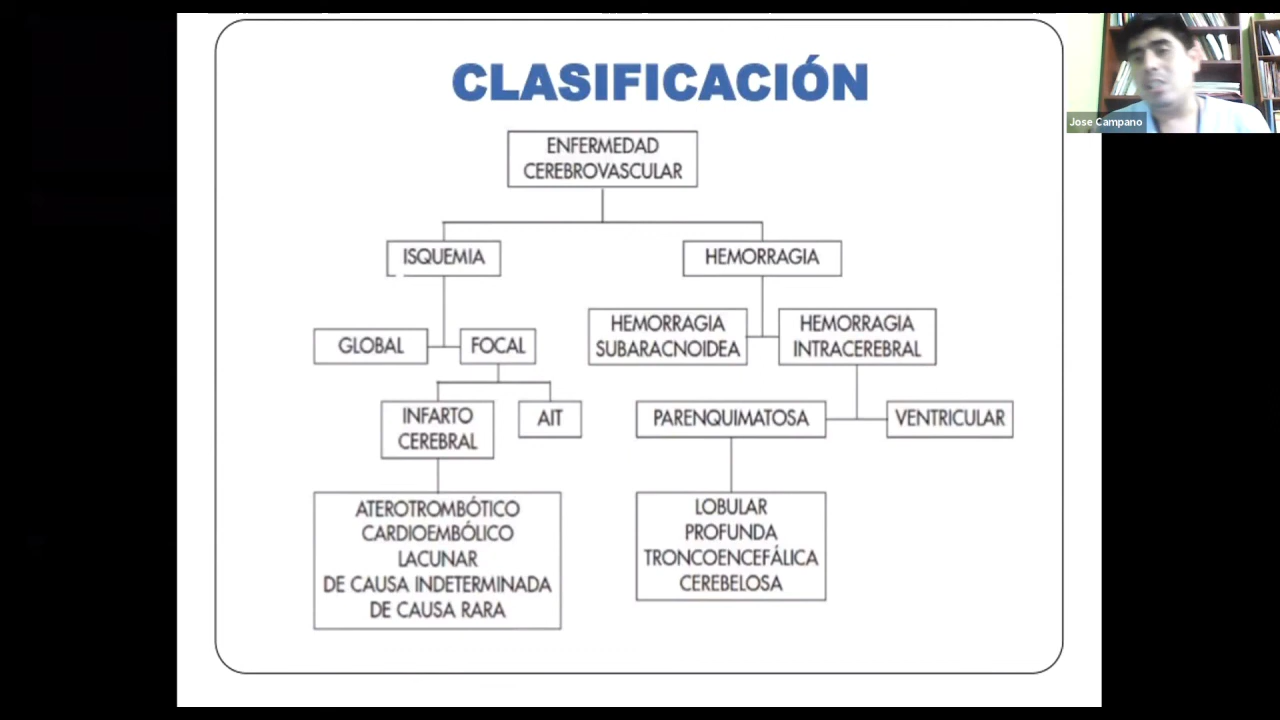 CLASIFICACIÓN
Jose Campano
ENFERMEDAD
CEREBROVASCULAR
ISQUEMIA
HEMORRAGIA
GLOBAL
FOCAL
HEMORRAGIA
SUBARACNOIDEA
HEMORRAGIA
INTRACEREBRAL
INFARTO
CEREBRAL
AIT
PARENQUIMATOSA
VENTRICULAR
ATEROTROMBÓTICO
CARDIOEMBÓLICO
LACUNAR
DE CAUSA INDETERMINADA
DE CAUSA RARA
LOBULAR
PROFUNDA
TRONCOENCEFÁLICA
CEREBELOSA